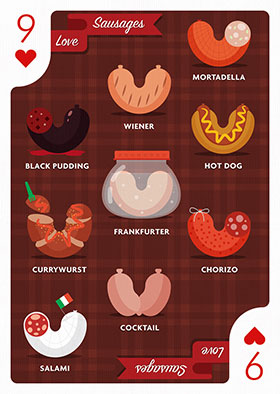 9
Sausages
Love
MORTADELLA
WIENER
BLACK PUDDING
HOT DOG
FRANKFURTER
CURRYWURST
CHORIZO
COCKTAIL
SALAMI
Love
Sausages
9